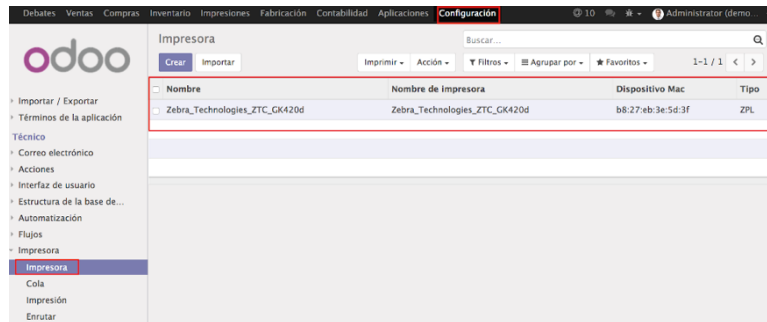 Debates Ventas Compras Inventario Impresiones Fabricación Contabilidad Aplicaciones Configuración @ 10 Administrator (demo...
odoo
Impresora
Buscar...
Crear Importar Imprimir Acción Filtros Agrupar por Favoritos 1-1 / 1
Nombre Nombre de impresora Dispositivo Mac Tipo
Zebra_Technologies_ZTC_GK420d Zebra_Technologies_ZTC_GK420d b8:27:eb:3e:5d:3f ZPL
Importar / Exportar
Términos de la aplicación
Técnico
Correo electrónico
Acciones
Interfaz de usuario
Estructura de la base de...
Automatización
Flujos
Impresora
Impresora
Cola
Impresión
Enrutar